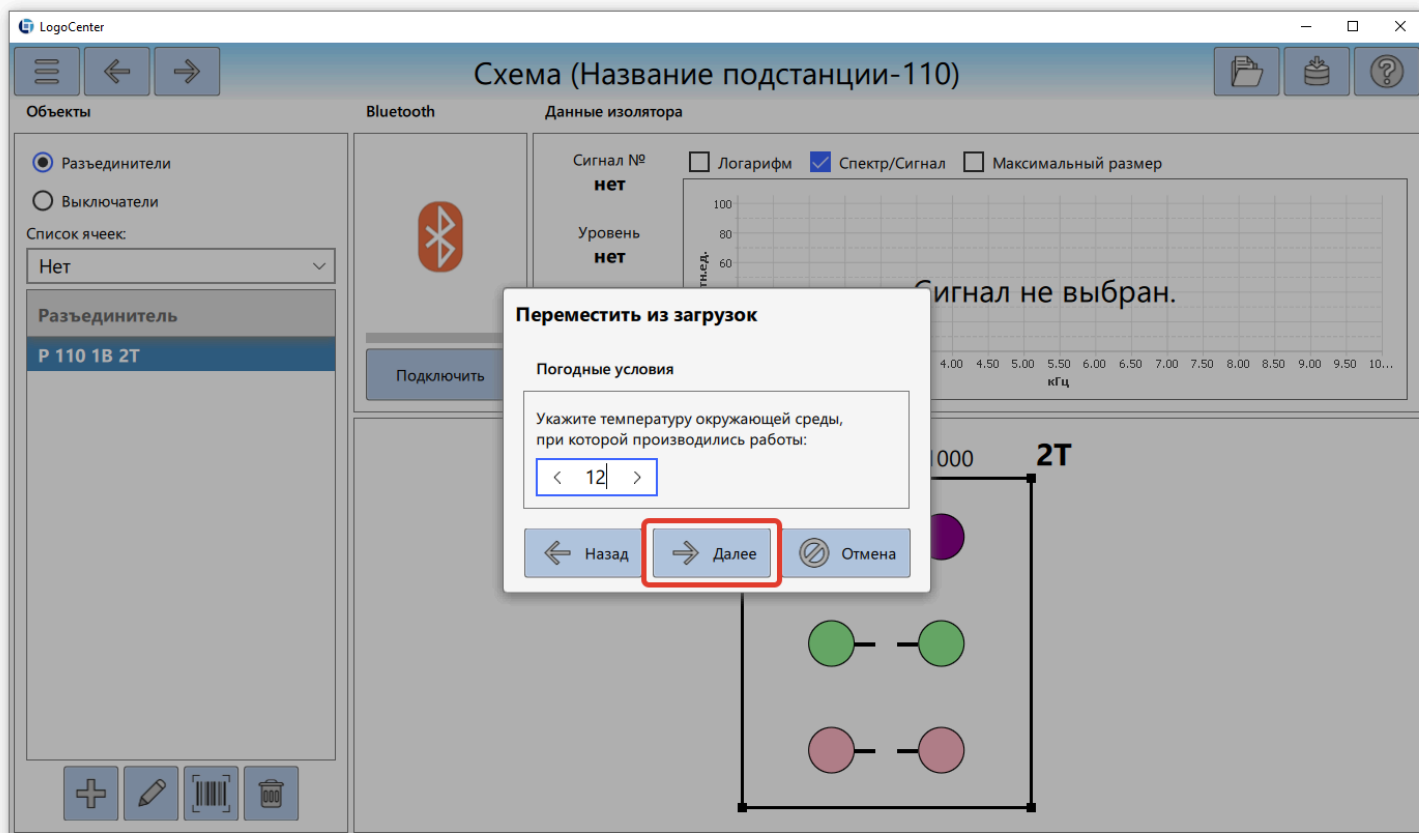 LogoCenter
Схема (Название подстанции-110)
Объекты
Bluetooth
Данные изолятора
Разъединители
Выключатели
Список ячеек:
Нет
Разъединитель
Р 110 1В 2Т
Подключить
Сигнал №
нет
Уровень
нет
Логарифм
Спектр/Сигнал
Максимальный размер
100
80
60
Сигнал не выбран.
4.00 4.50 5.00 5.50 6.00 6.50 7.00 7.50 8.00 8.50 9.00 9.50 10...
кГц
Переместить из загрузок
Погодные условия
Укажите температуру окружающей среды,
при которой производились работы:
12
Назад
Далее
Отмена
2Т